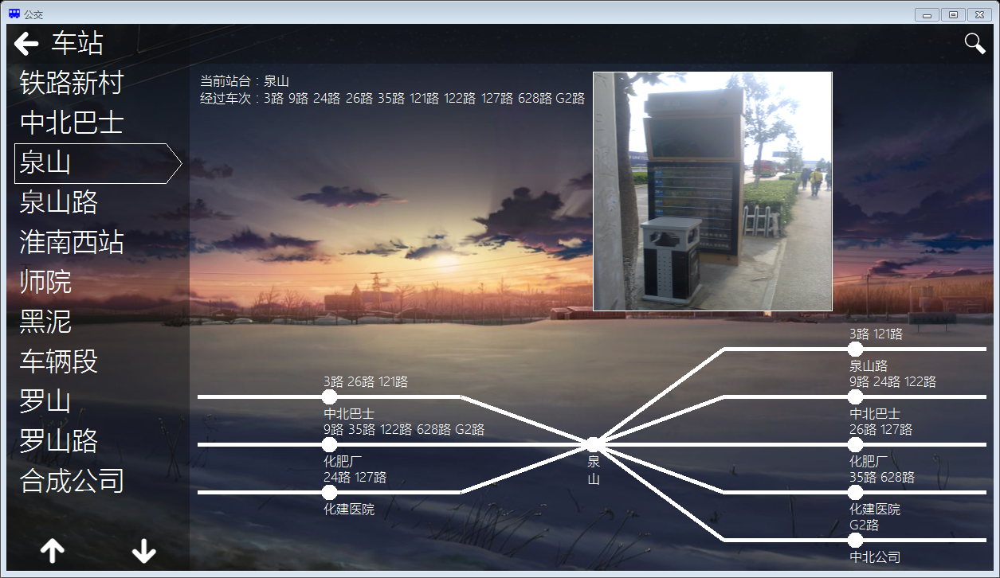 公交
车站
铁路新村
中北巴士
泉山
泉山路
淮南西站
师院
黑泥
车辆段
罗山
罗山路
合成公司
当前站台：泉山
经过车次：3路 9路 24路 26路 35路 121路 122路 127路 628路 G2路
3路 26路 121路
中北巴士
9路 35路 122路 628路 G2路
化肥厂
24路 127路
化建医院
泉
山
3路 121路
泉山路
9路 24路 122路
中北巴士
26路 127路
化肥厂
35路 628路
化建医院
G2路
中北公司